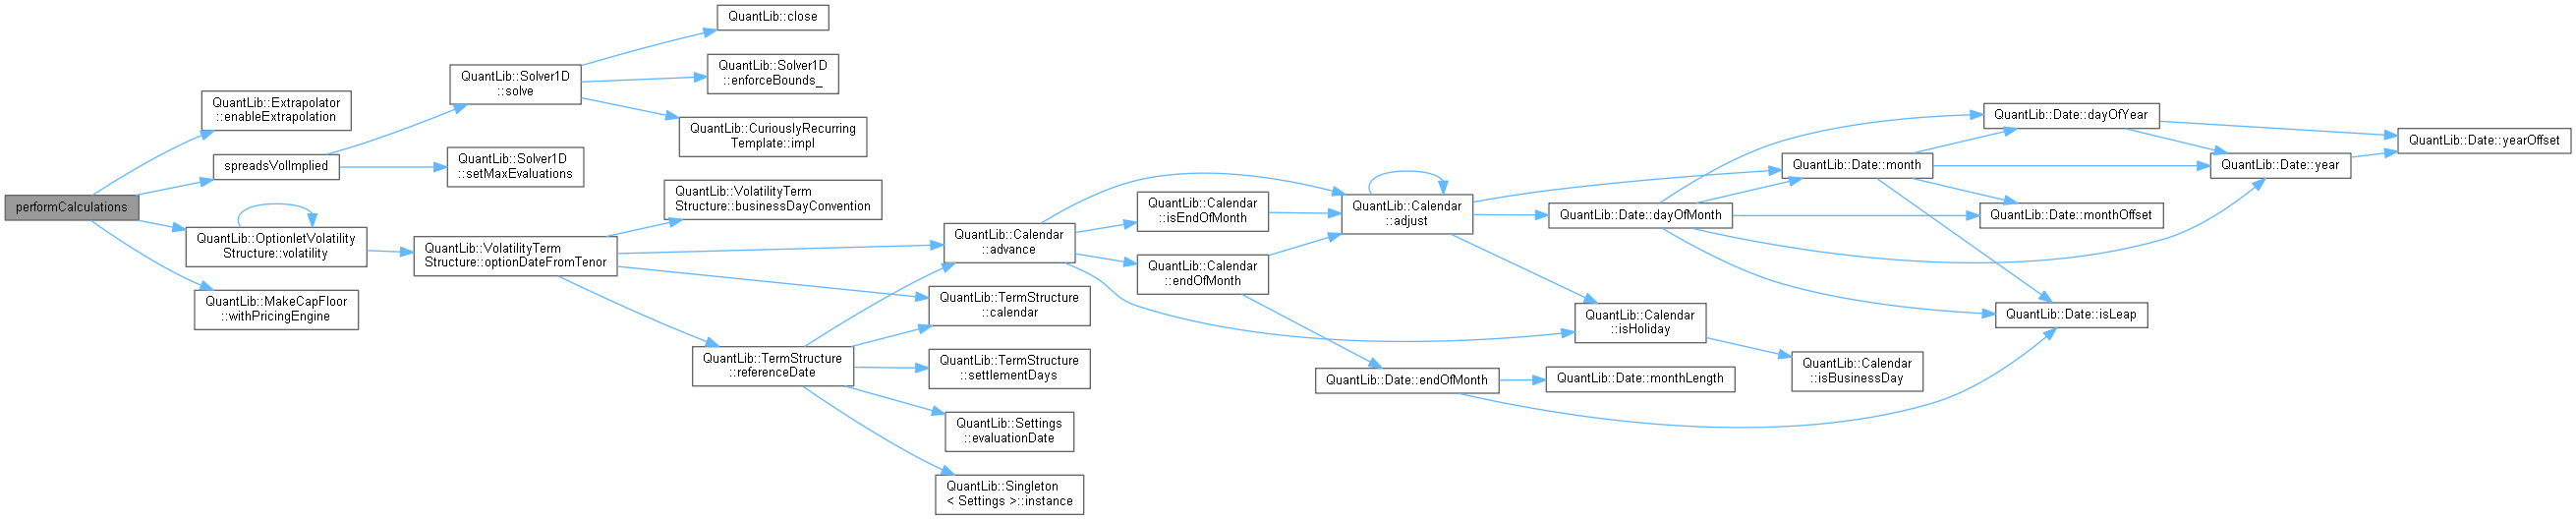 performCalculations
QuantLib::Extrapolator
::enableExtrapolation
spreadsVolImplied
QuantLib::OptionletVolatility
Structure::volatility
QuantLib::MakeCapFloor
::withPricingEngine
QuantLib::Solver1D
::solve
QuantLib::Solver1D
::setMaxEvaluations
QuantLib::VolatilityTerm
Structure::optionDateFromTenor
QuantLib::close
QuantLib::Solver1D
::enforceBounds_
QuantLib::CuriouslyRecurring
Template::impl
QuantLib::VolatilityTerm
Structure::businessDayConvention
QuantLib::TermStructure
::referenceDate
QuantLib::Calendar
::advance
QuantLib::TermStructure
::calendar
QuantLib::TermStructure
::settlementDays
QuantLib::Settings
::evaluationDate
QuantLib::Singleton
< Settings >::instance
QuantLib::Calendar
::isEndOfMonth
QuantLib::Calendar
::endOfMonth
QuantLib::Calendar
::adjust
QuantLib::Date::endOfMonth
QuantLib::Date::dayOfMonth
QuantLib::Calendar
::isHoliday
QuantLib::Date::monthLength
QuantLib::Date::month
QuantLib::Calendar
::isBusinessDay
QuantLib::Date::dayOfYear
QuantLib::Date::monthOffset
QuantLib::Date::isLeap
QuantLib::Date::year
QuantLib::Date::yearOffset